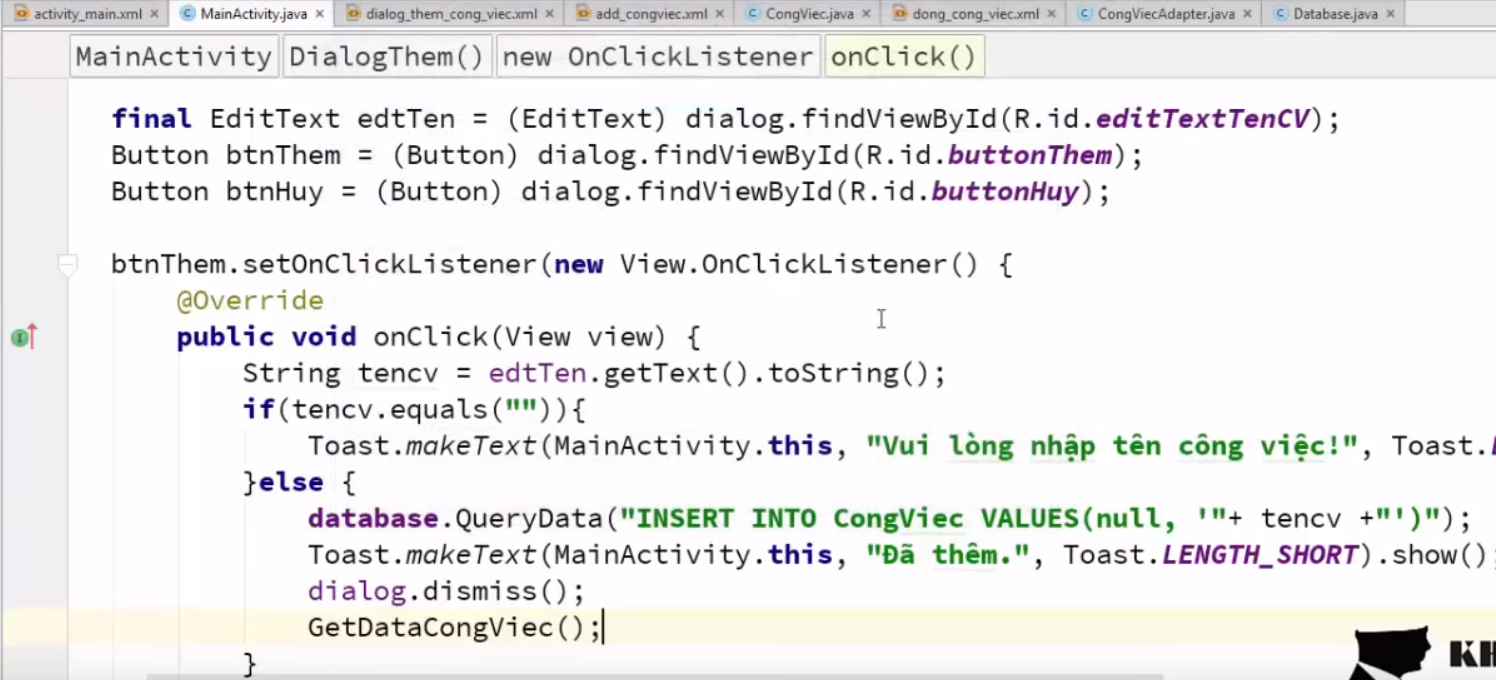 activity_main.xml × MainActivity.java × dialog_them_cong_viec.xml × add_congviec.xml × CongViec.java × dong_cong_viec.xml × CongViecAdapter.java × Database.java ×
MainActivity DialogThem() new OnClickListener onClick()
final EditText edtTen = (EditText) dialog.findViewById(R.id.editTextTenCV);
Button btnThem = (Button) dialog.findViewById(R.id.buttonThem);
Button btnHuy = (Button) dialog.findViewById(R.id.buttonHuy);
btnThem.setOnClickListener(new View.OnClickListener() {
@Override
public void onClick(View view) {
String tencv = edtTen.getText().toString();
if(tencv.equals("")){
Toast.makeText(MainActivity.this, "Vui lòng nhập tên công việc!", Toast.
}else {
database.QueryData("INSERT INTO CongViec VALUES(null, '"+ tencv +"')");
Toast.makeText(MainActivity.this, "Đã thêm.", Toast.LENGTH_SHORT).show();
dialog.dismiss();
GetDataCongViec();
}
KH